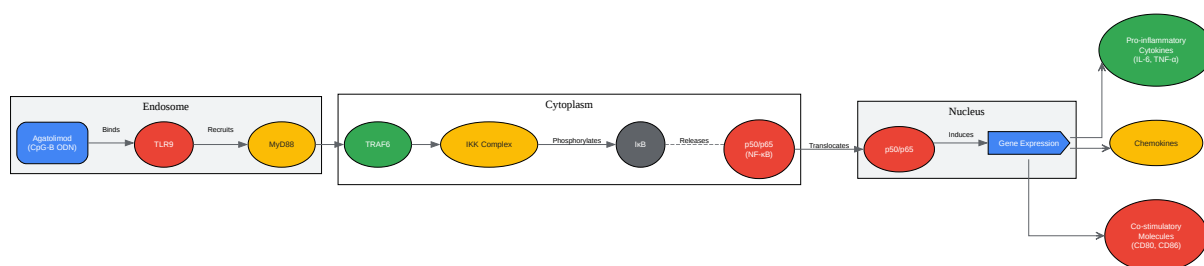 Endosome
Agatolimod
(CpG-B ODN)
Binds
TLR9
Recruits
MyD88
Cytoplasm
TRAF6
IKK Complex
Phosphorylates
IκB
Releases
p50/p65
(NF-κB)
Translocates
Nucleus
p50/p65
Induces
Gene Expression
Pro-inflammatory
Cytokines
(IL-6, TNF-α)
Chemokines
Co-stimulatory
Molecules
(CD80, CD86)